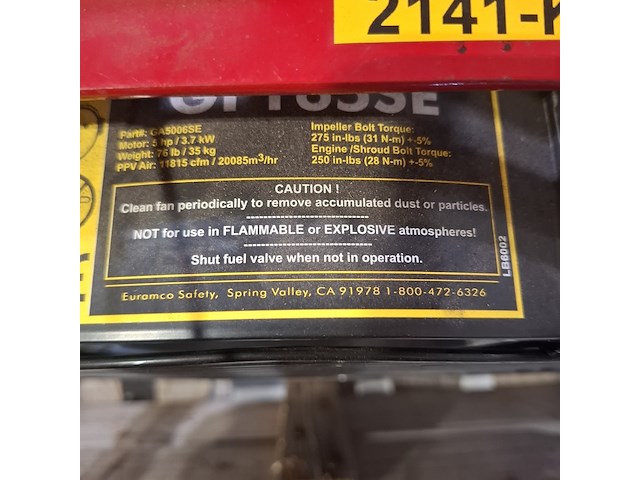 2141-K
GF165SE
Part#: GA5006SE
Motor: 5 hp / 3.7 kW
Weight: 76 lb / 35 kg
PPV Air: 11815 cfm / 20085m3/hr
Impeller Bolt Torque:
275 in-lbs (31 N-m) +-5%
Engine/Shroud Bolt Torque:
250 in-lbs (28 N-m) +-5%
CAUTION !
Clean fan periodically to remove accumulated dust or particles.
NOT for use in FLAMMABLE or EXPLOSIVE atmospheres!
Shut fuel valve when not in operation.
LB6002
Euramco Safety, Spring Valley, CA 91978 1-800-472-6326